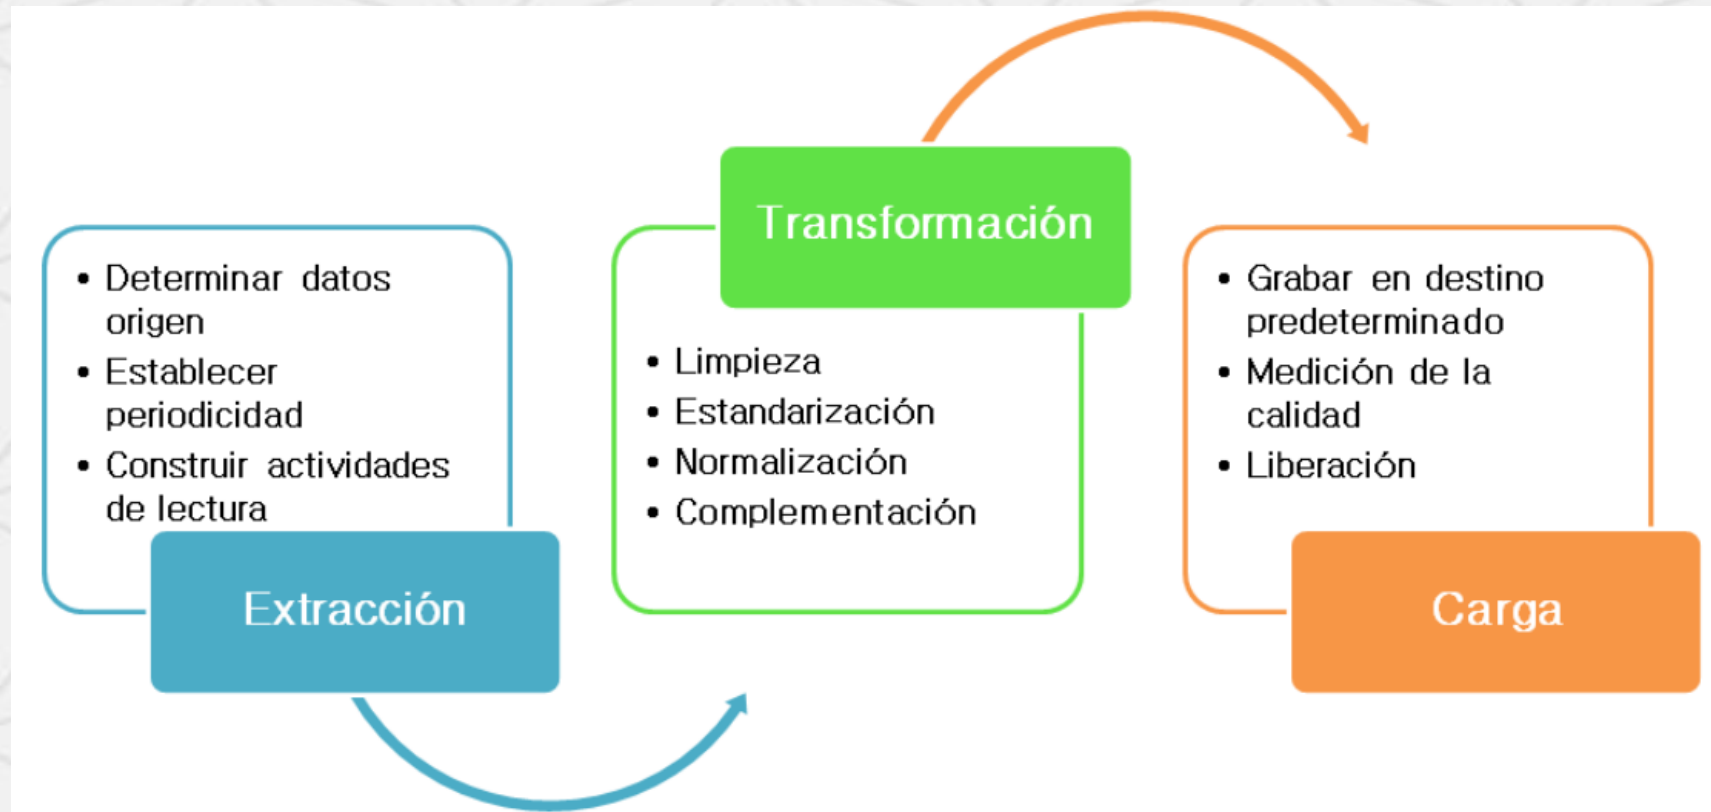 • Determinar datos
origen
• Establecer
periodicidad
• Construir actividades
de lectura
Extracción
Transformación
• Limpieza
• Estandarización
• Normalización
• Complementación
• Grabar en destino
predeterminado
• Medición de la
calidad
• Liberación
Carga